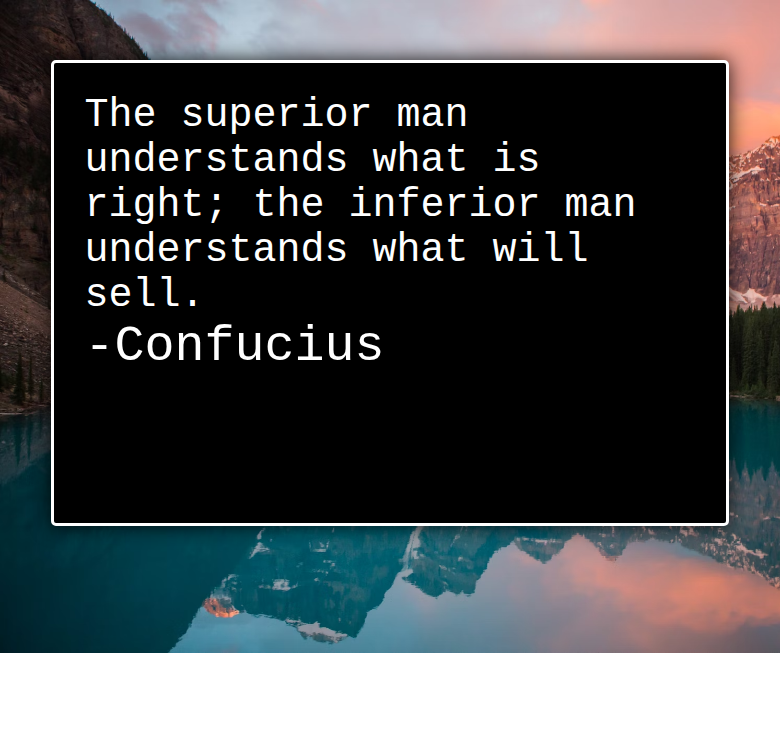 The superior man
understands what is
right; the inferior man
understands what will
sell.
-Confucius